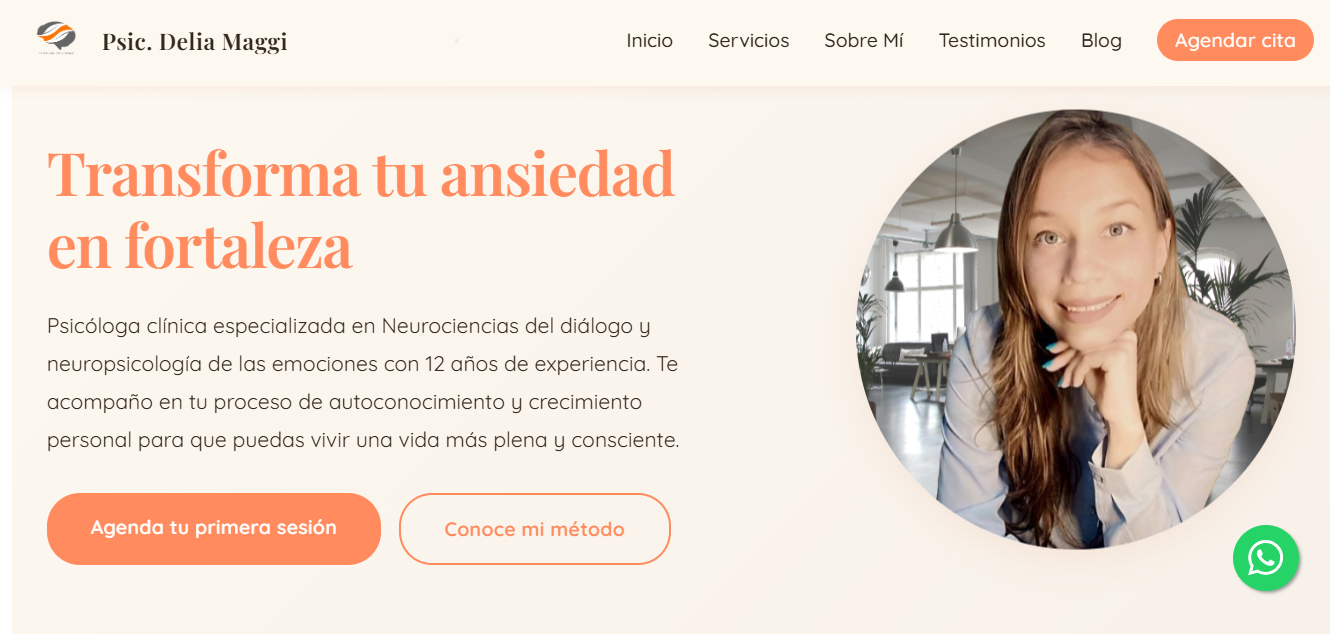 Psic. Delia Maggi
Inicio
Servicios
Sobre Mí
Testimonios
Blog
Agendar cita
Transforma tu ansiedad
en fortaleza
Psicóloga clínica especializada en Neurociencias del diálogo y
neuropsicología de las emociones con 12 años de experiencia. Te
acompaño en tu proceso de autoconocimiento y crecimiento
personal para que puedas vivir una vida más plena y consciente.
Agenda tu primera sesión
Conoce mi método